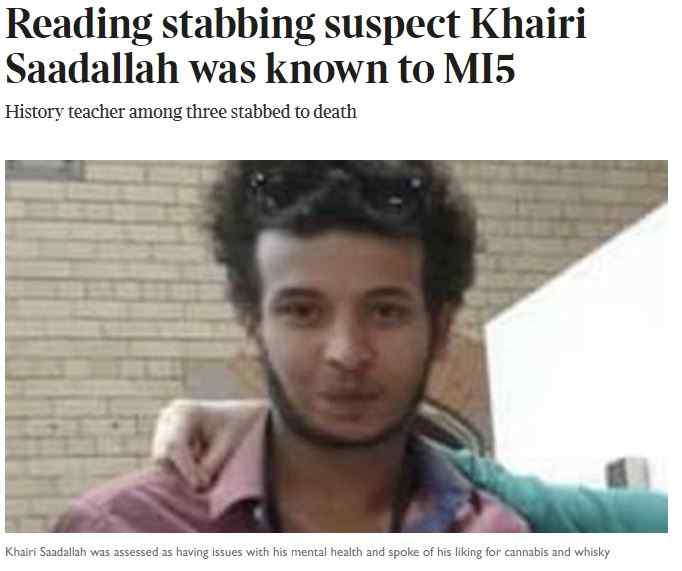 Reading stabbing suspect Khairi
Saadallah was known to MI5
History teacher among three stabbed to death
Khairi Saadallah was assessed as having issues with his mental health and spoke of his liking for cannabis and whisky